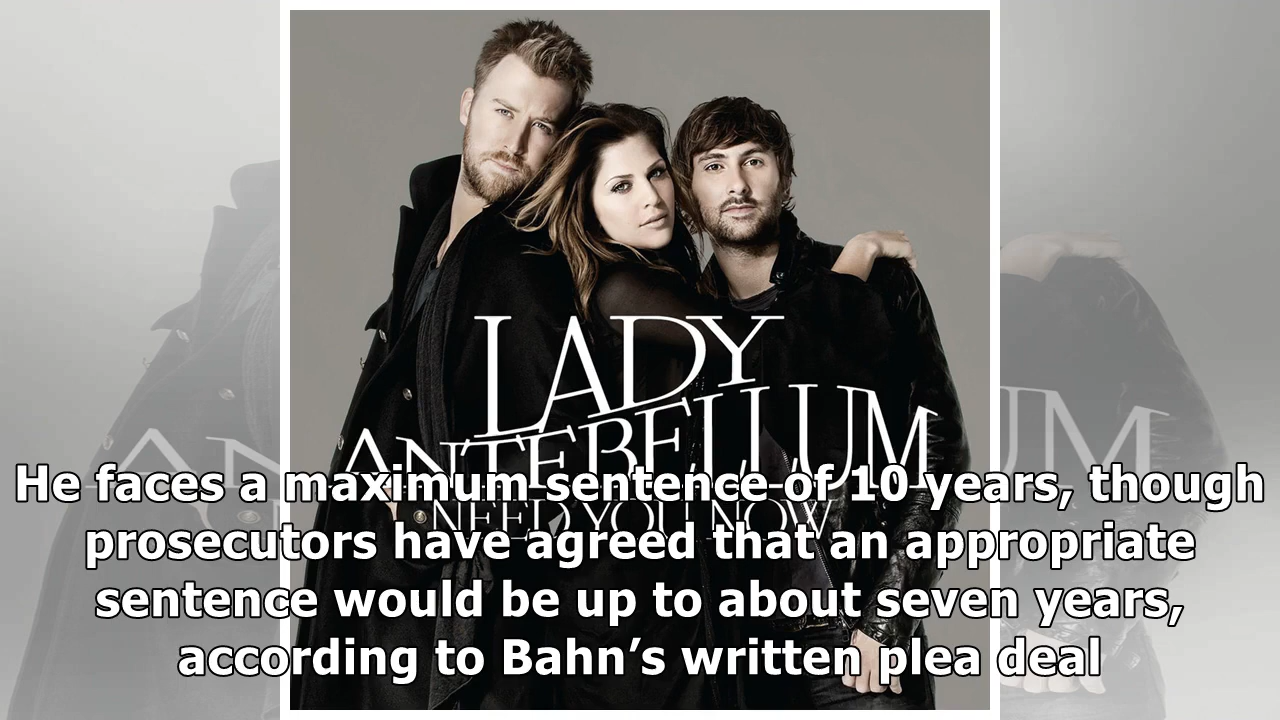 LADY
ANTEBELLUM
NEED YOU NOW
He faces a maximum sentence of 10 years, though
prosecutors have agreed that an appropriate
sentence would be up to about seven years,
according to Bahn’s written plea deal